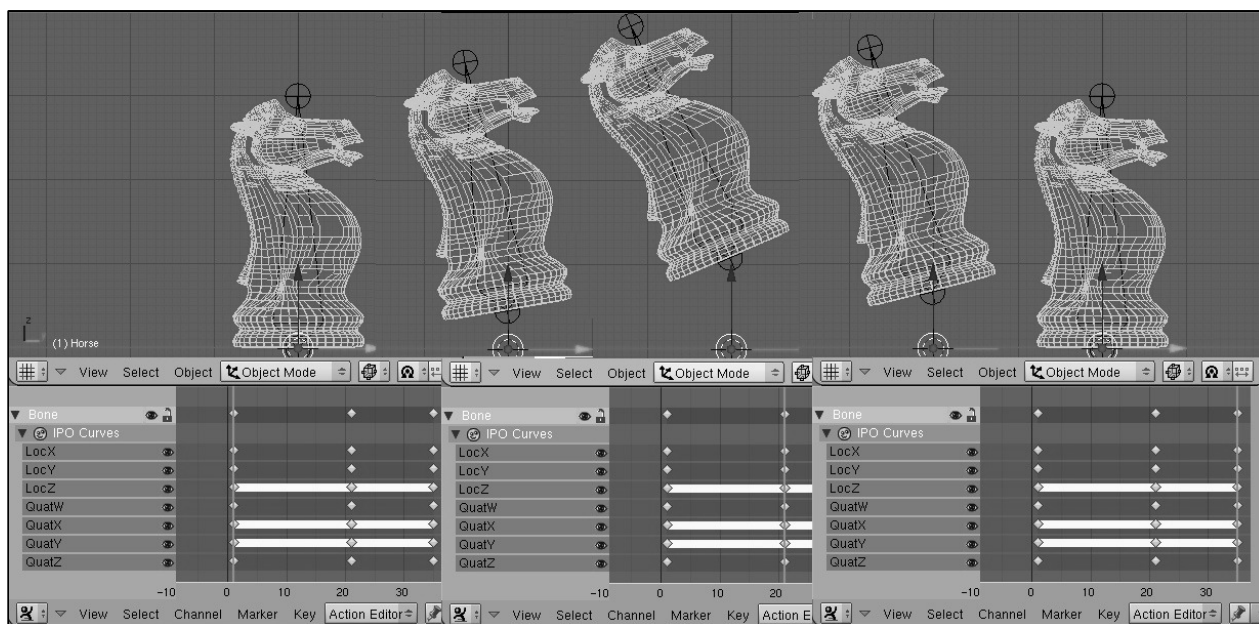 z
(1) Horse
View Select Object Object Mode
View Select Object Object Mode
View Select Object Object Mode
Bone
IPO Curves
LocX
LocY
LocZ
QuatW
QuatX
QuatY
QuatZ
-10 0 10 20 30
View Select Channel Marker Key Action Editor
Bone
IPO Curves
LocX
LocY
LocZ
QuatW
QuatX
QuatY
QuatZ
-10 0 10 20
View Select Channel Marker Key Action E
Bone
IPO Curves
LocX
LocY
LocZ
QuatW
QuatX
QuatY
QuatZ
-10 0 10 20 30
View Select Channel Marker Key Action Editor